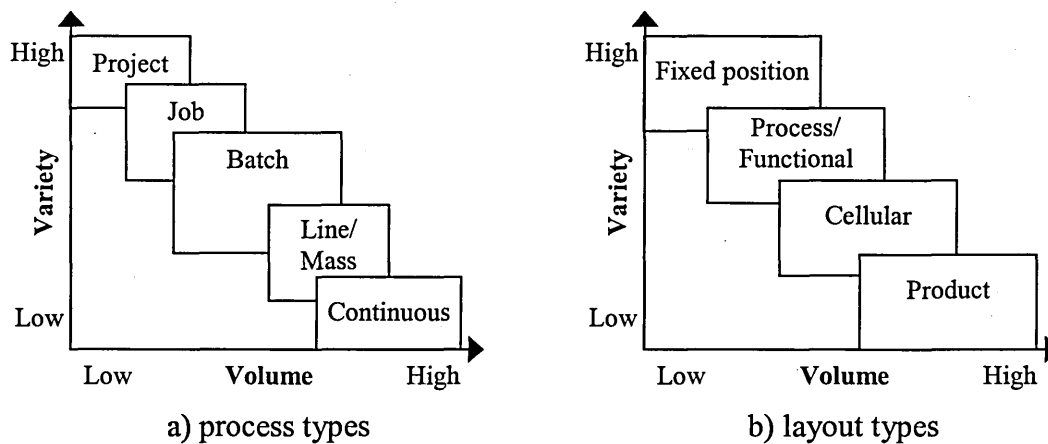 High
Project
Job
Batch
Line/
Mass
Continuous
Variety
Low
Low
Volume
High
a) process types
High
Fixed position
Process/
Functional
Cellular
Product
Variety
Low
Low
Volume
High
b) layout types